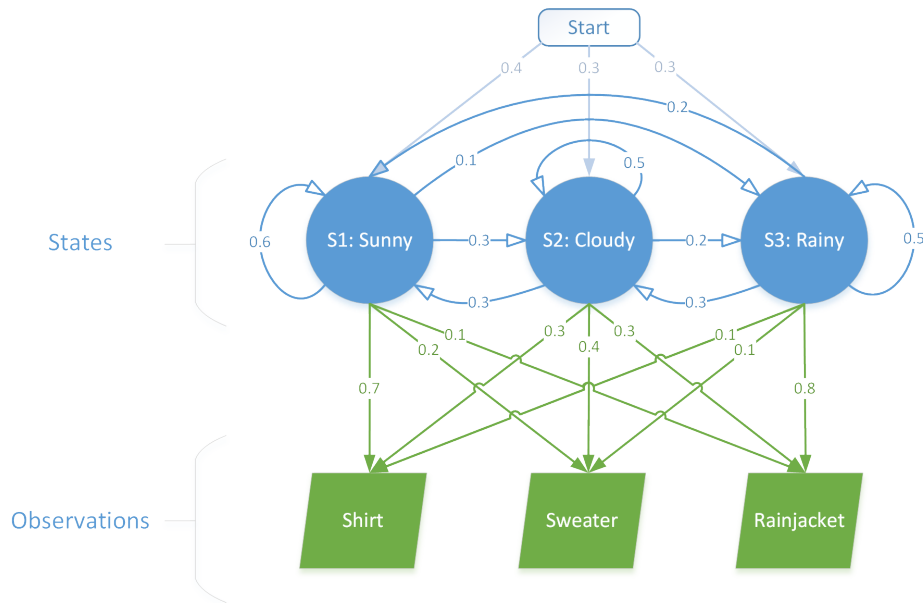 Start
0.4
0.3
0.3
0.2
0.1
0.5
States
0.6
S1: Sunny
0.3
S2: Cloudy
0.2
S3: Rainy
0.5
0.3
0.3
0.1
0.3
0.3
0.1
0.2
0.4
0.1
0.7
0.8
Observations
Shirt
Sweater
Rainjacket